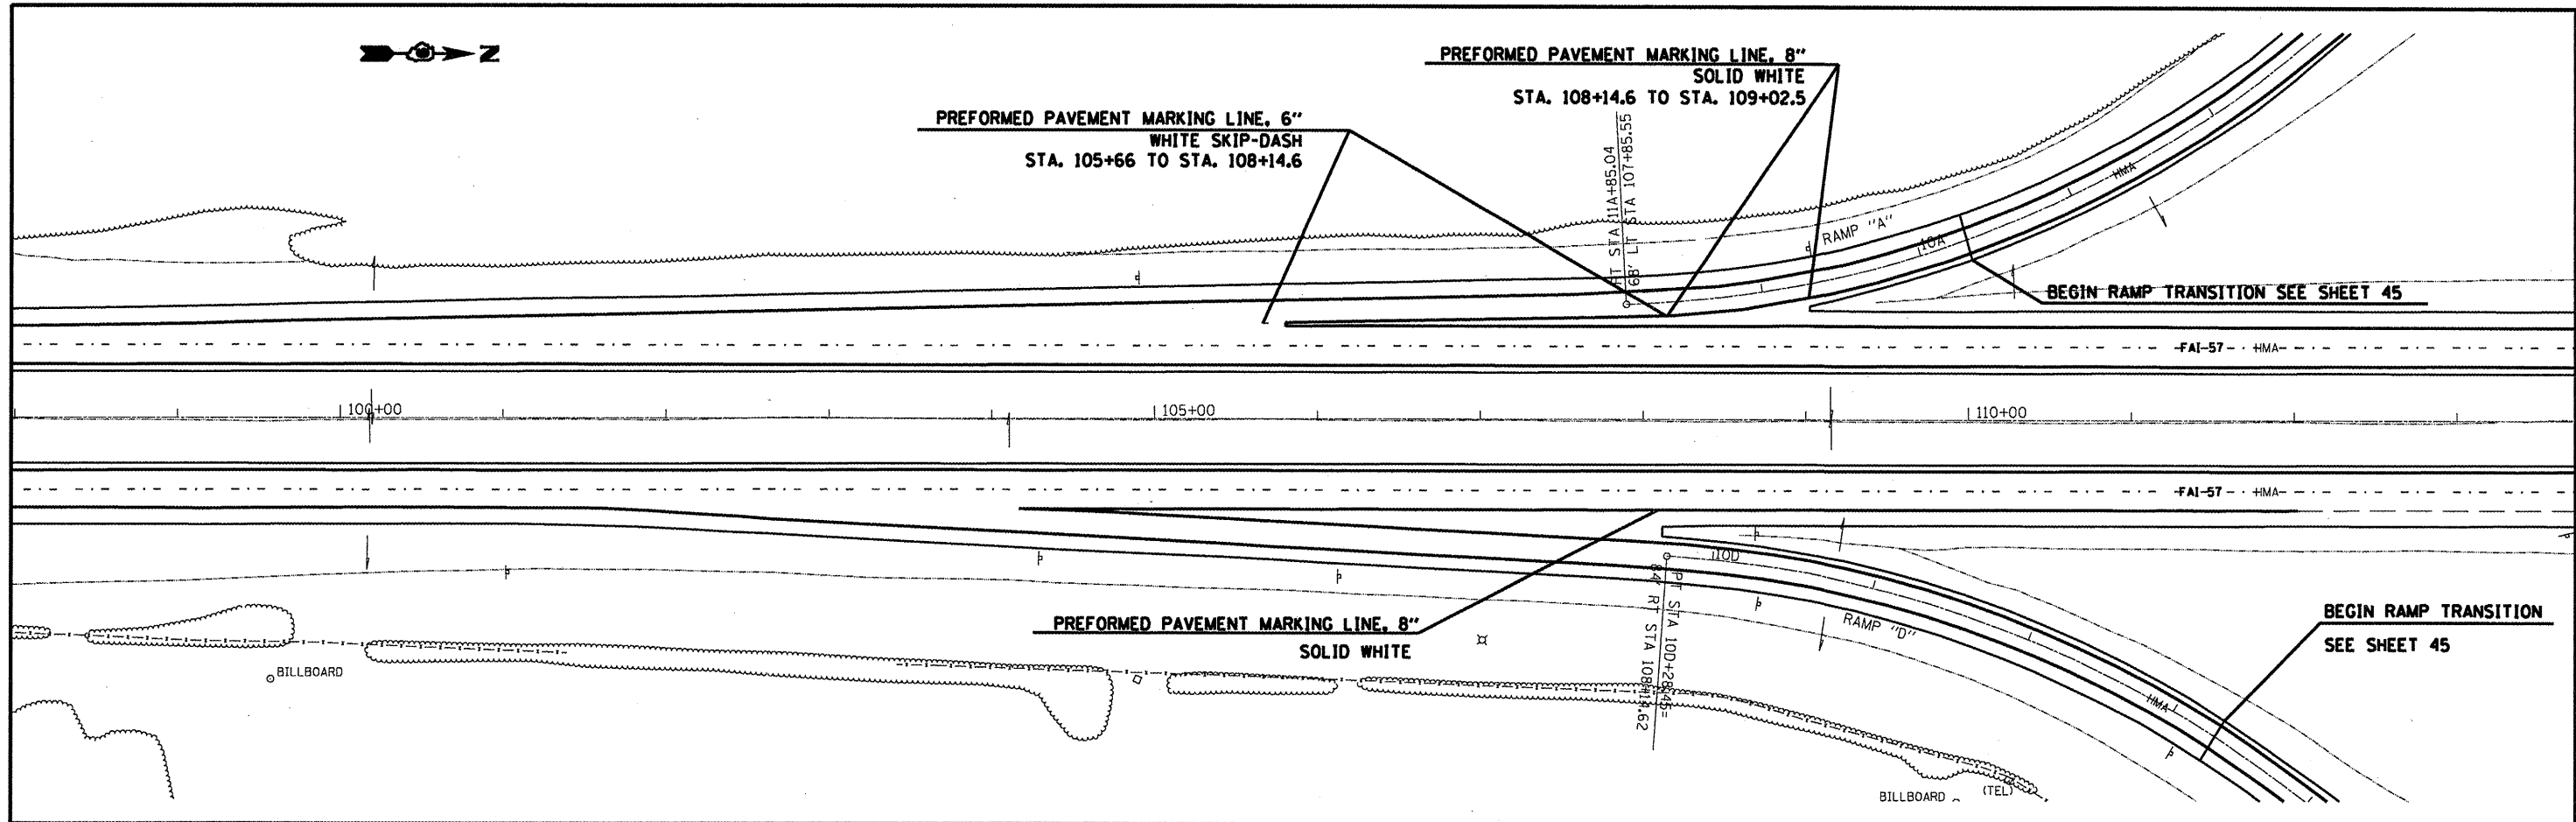 N
PREFORMED PAVEMENT MARKING LINE, 8"
SOLID WHITE
STA. 108+14.6 TO STA. 109+02.5
PREFORMED PAVEMENT MARKING LINE, 6"
WHITE SKIP-DASH
STA. 105+66 TO STA. 108+14.6
STA 11A+85.04
68' LT STA 107+85.55
RAMP "A"
10A
HMA
BEGIN RAMP TRANSITION SEE SHEET 45
FAI-57 HMA
100+00
105+00
110+00
FAI-57 HMA
10D
PT STA 10D+28.45=
84' RT STA
RAMP "D"
PREFORMED PAVEMENT MARKING LINE, 8"
SOLID WHITE
BEGIN RAMP TRANSITION
SEE SHEET 45
HMA
BILLBOARD
BILLBOARD
(TEL)